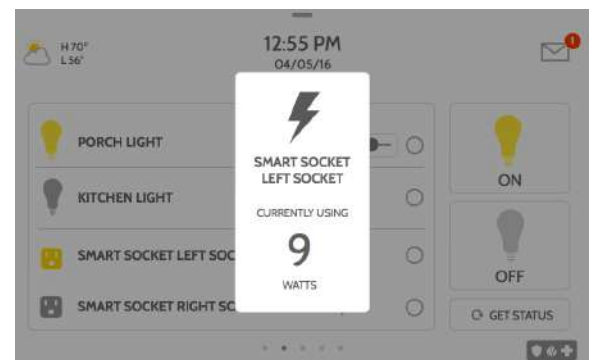 H 70°
L 56°
12:55 PM
04/05/16
1
PORCH LIGHT
KITCHEN LIGHT
SMART SOCKET LEFT SOC
SMART SOCKET RIGHT SC
SMART SOCKET
LEFT SOCKET
CURRENTLY USING
9
WATTS
ON
OFF
GET STATUS